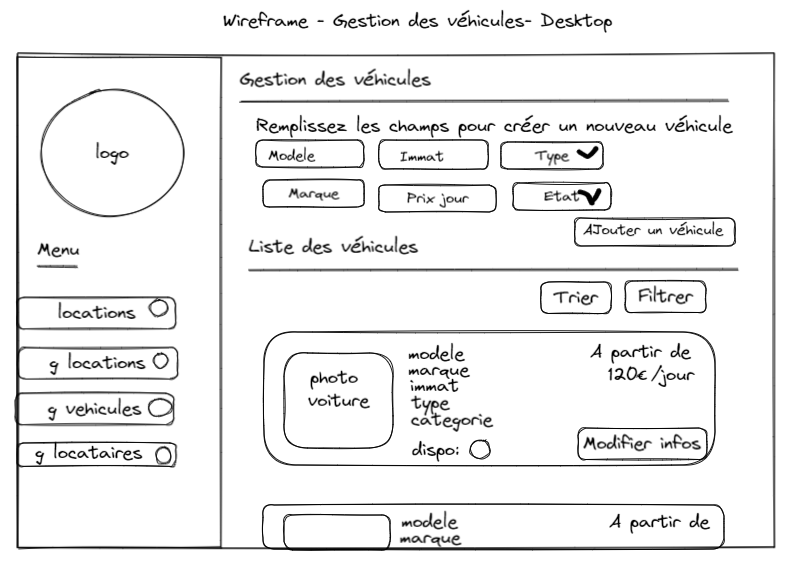 Wireframe - Gestion des véhicules- Desktop
logo
Menu
locations
g locations
g vehicules
g locataires
Gestion des véhicules
Remplissez les champs pour créer un nouveau véhicule
Modele
Immat
Type
Marque
Prix jour
Etat
AJouter un véhicule
Liste des véhicules
Trier
Filtrer
photo
voiture
modele
marque
immat
type
categorie
dispo:
A partir de
120€/jour
Modifier infos
modele
marque
A partir de